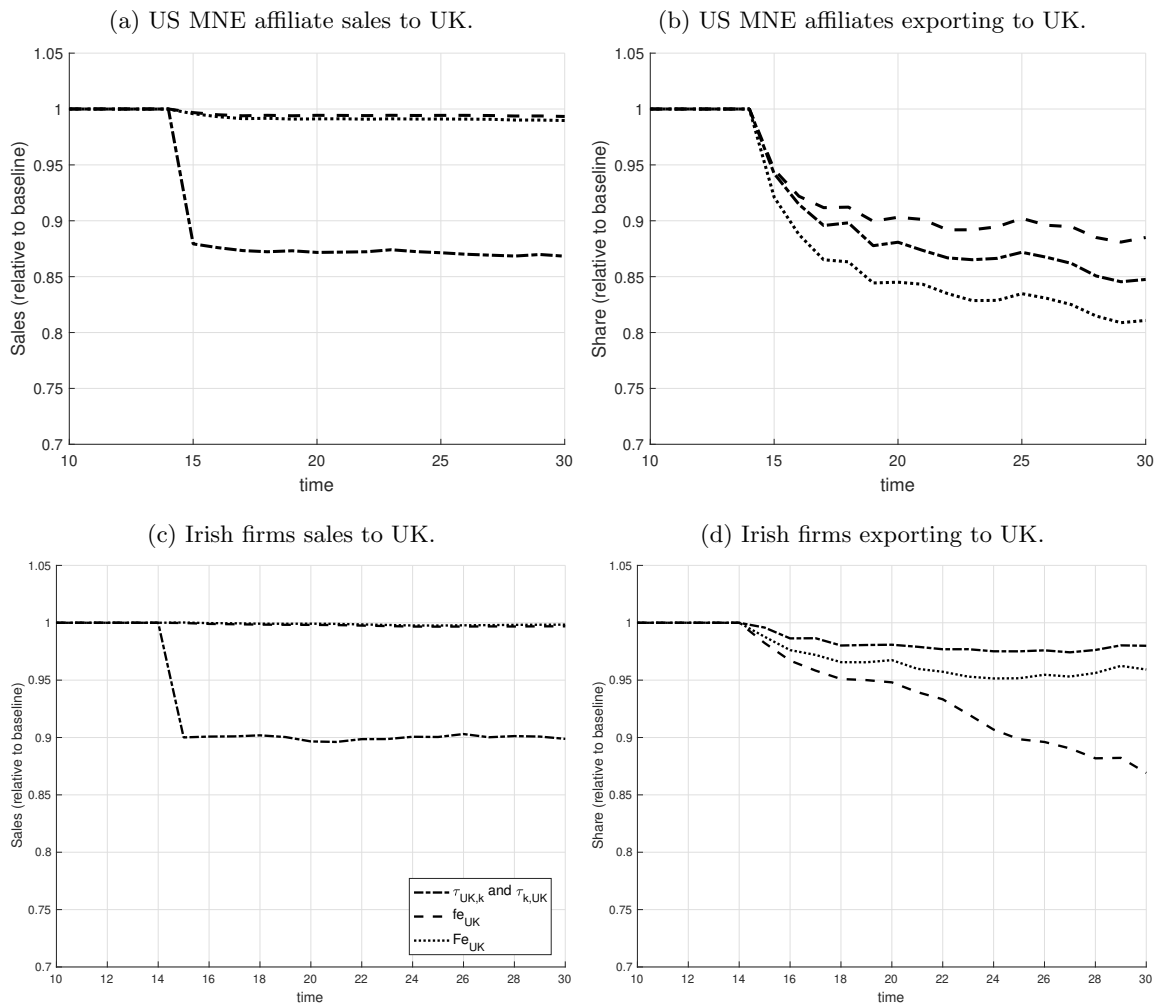 (a) US MNE affiliate sales to UK.
1.05
1
0.95
0.9
0.85
0.8
0.75
0.7
Sales (relative to baseline)
10 15 20 25 30
time
(b) US MNE affiliates exporting to UK.
1.05
1
0.95
0.9
0.85
0.8
0.75
0.7
Share (relative to baseline)
10 15 20 25 30
time
(c) Irish firms sales to UK.
1.05
1
0.95
0.9
0.85
0.8
0.75
0.7
Sales (relative to baseline)
10 12 14 16 18 20 22 24 26 28 30
time
τUK,k and τk,UK
feUK
FeUK
(d) Irish firms exporting to UK.
1.05
1
0.95
0.9
0.85
0.8
0.75
0.7
Share (relative to baseline)
10 12 14 16 18 20 22 24 26 28 30
time